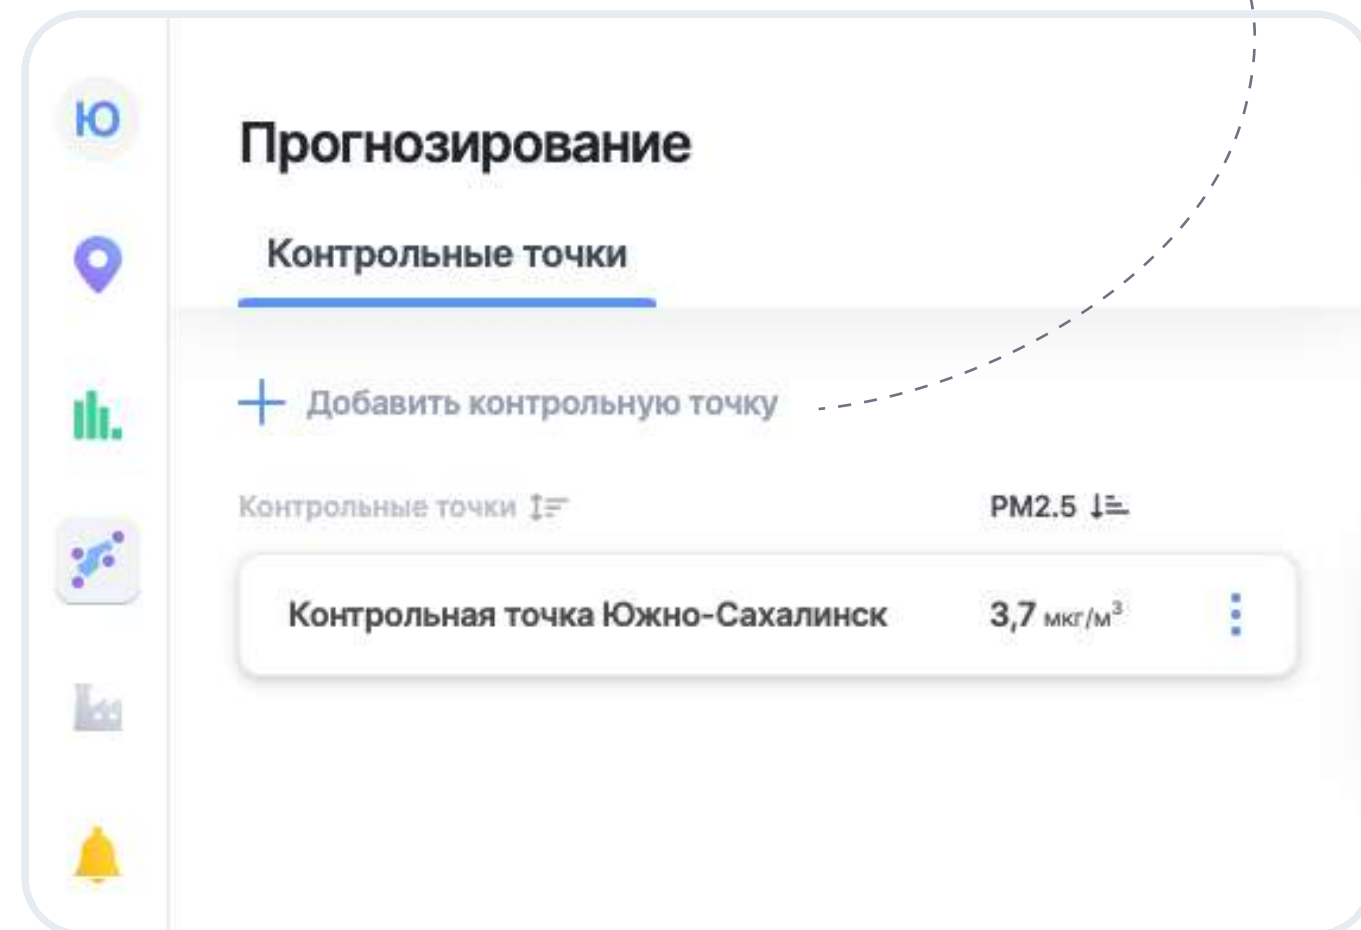 Ю
Прогнозирование
Контрольные точки
Добавить контрольную точку
Контрольные точки PM2.5
Контрольная точка Южно-Сахалинск 3,7 мкг/м³